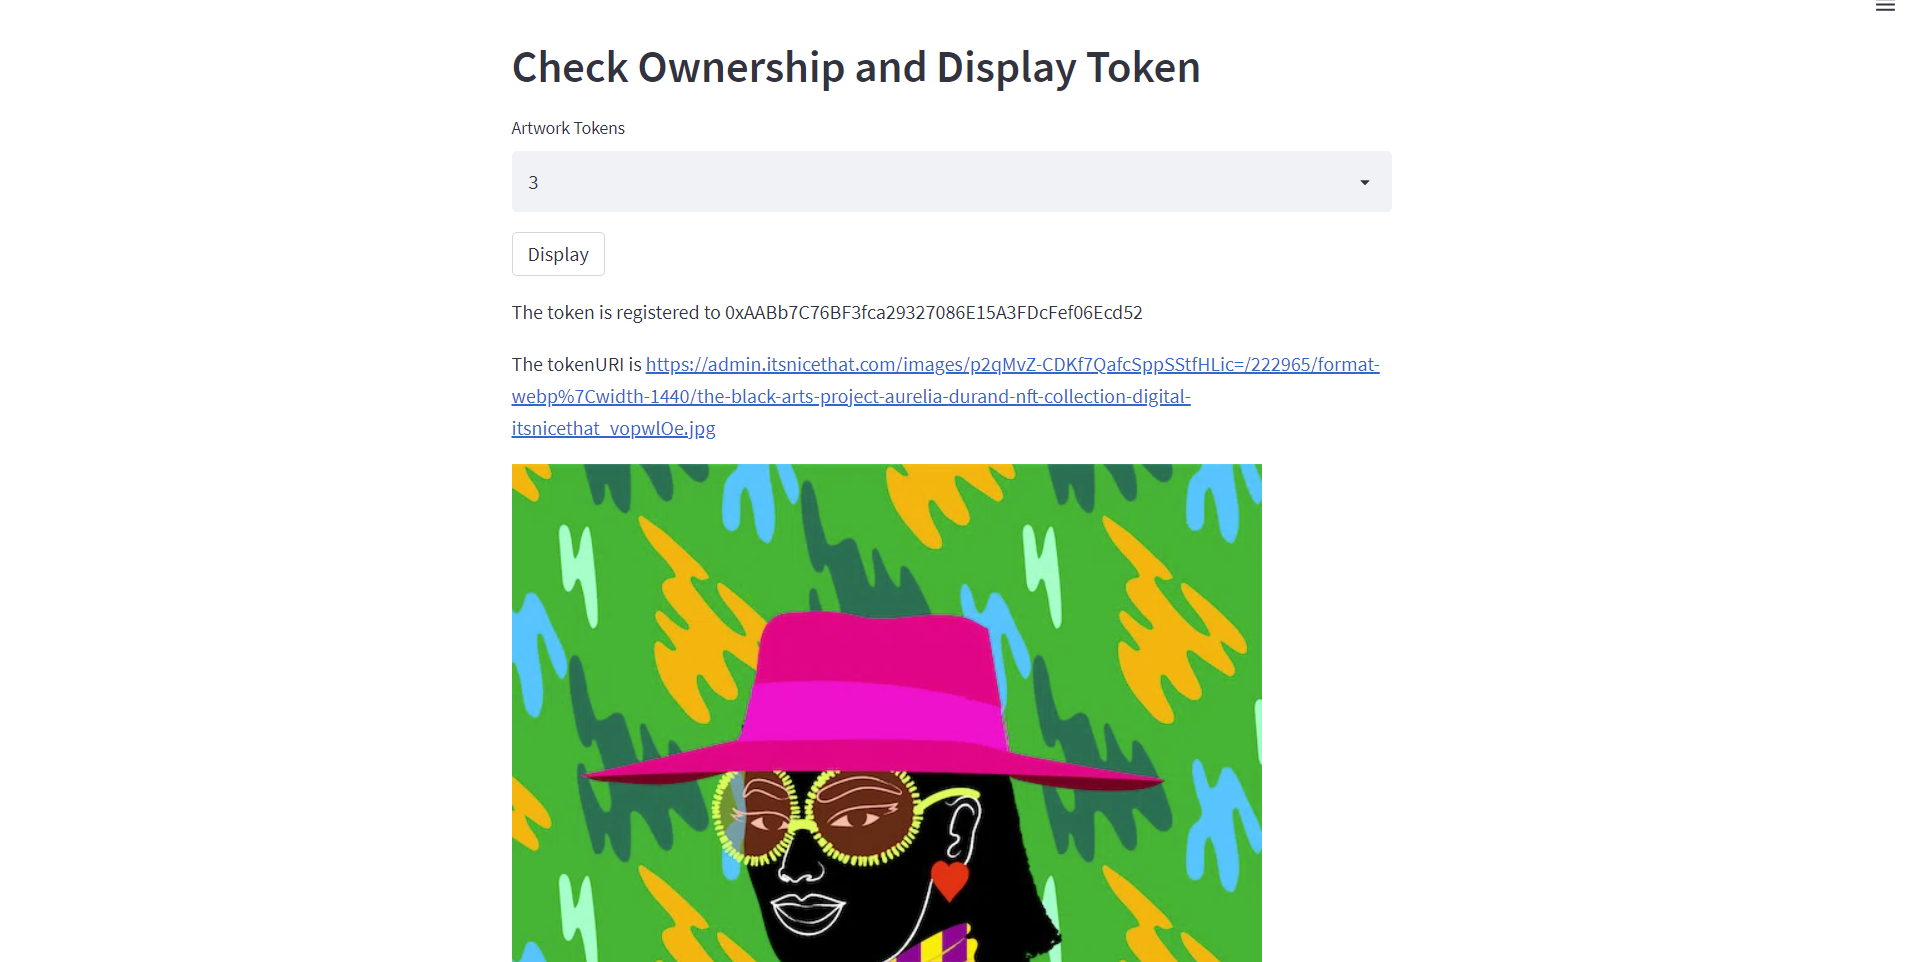 Check Ownership and Display Token
Artwork Tokens
3
Display
The token is registered to 0xAABb7C76BF3fca29327086E15A3FDcFef06Ecd52
The tokenURI is https://admin.itsnicethat.com/images/p2qMvZ-CDKf7QafcSppSStfHLic=/222965/format-
webp%7Cwidth-1440/the-black-arts-project-aurelia-durand-nft-collection-digital-
itsnicethat_vopwlOe.jpg